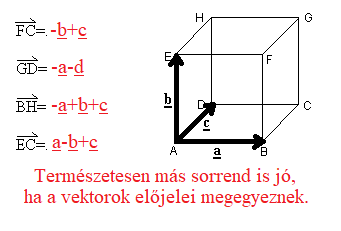 FC= -b+c
GD= -a-d
BH= -a+b+c
EC= a-b+c
H
G
E
F
b
D
C
c
A
a
B
Természetesen más sorrend is jó,
ha a vektorok előjelei megegyeznek.